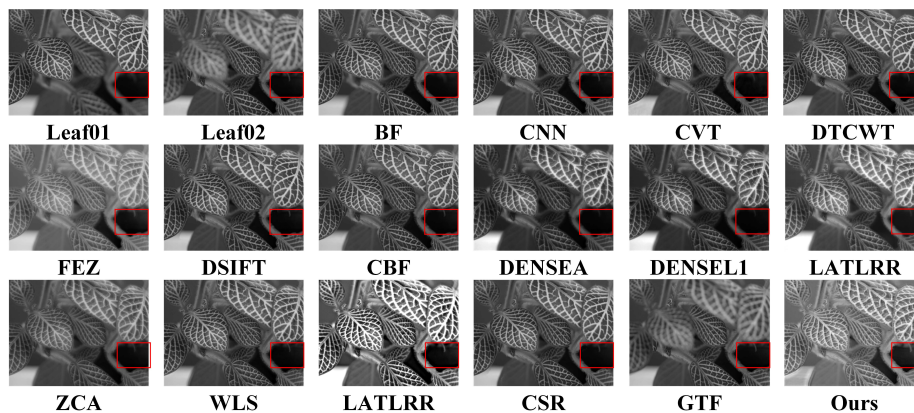 Leaf01 Leaf02 BF CNN CVT DTCWT
FEZ DSIFT CBF DENSEA DENSEL1 LATLRR
ZCA WLS LATLRR CSR GTF Ours